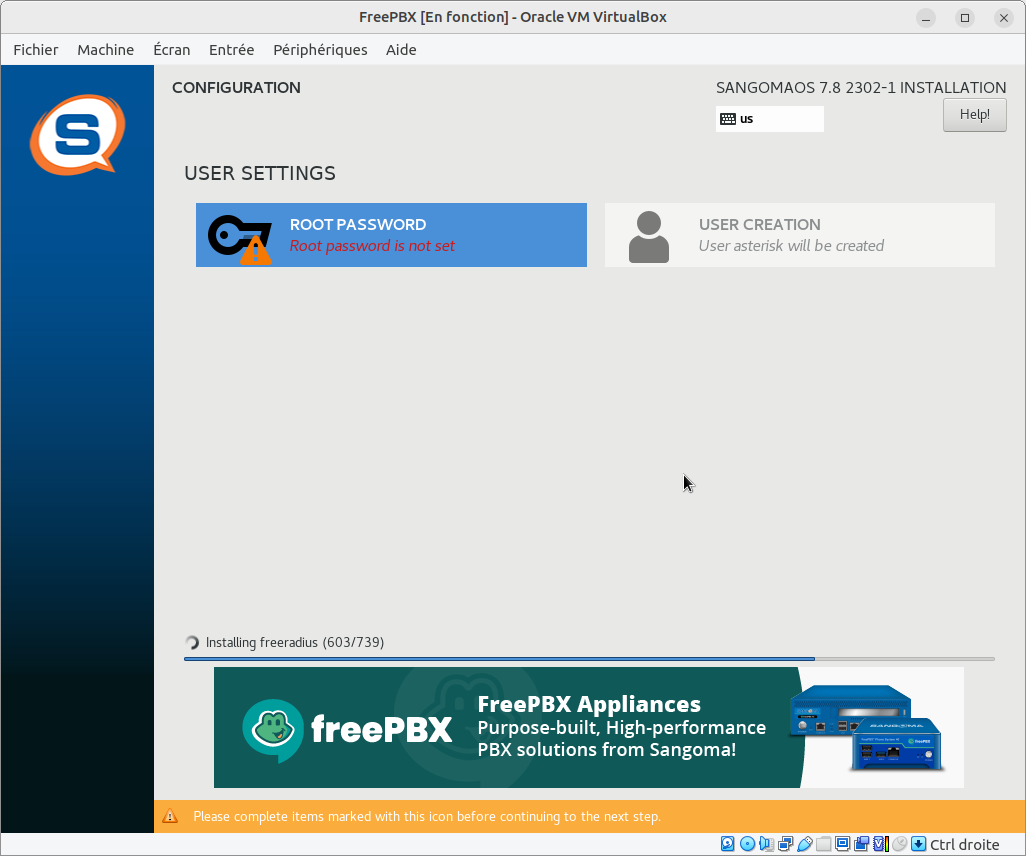 FreePBX [En fonction] - Oracle VM VirtualBox
Fichier Machine Écran Entrée Périphériques Aide
CONFIGURATION
SANGOMAOS 7.8 2302-1 INSTALLATION
us
Help!
USER SETTINGS
ROOT PASSWORD
Root password is not set
USER CREATION
User asterisk will be created
Installing freeradius (603/739)
freePBX
FreePBX Appliances
Purpose-built, High-performance
PBX solutions from Sangoma!
SANGOMA
FreePBX
Please complete items marked with this icon before continuing to the next step.
Ctrl droite